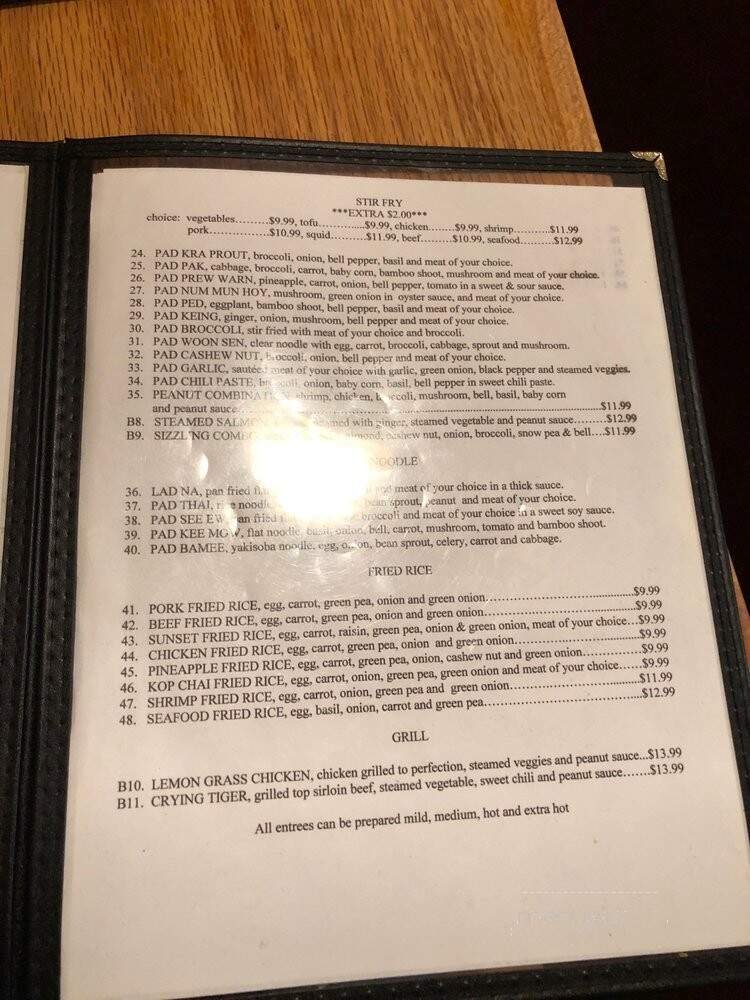 STIR FRY
***EXTRA $2.00***
choice: vegetables.........$9.99, tofu..............$9.99, chicken.......$9.99, shrimp...........$11.99
pork.................$10.99, squid...........$11.99, beef..........$10.99, seafood..........$12.99
24. PAD KRA PROUT, broccoli, onion, bell pepper, basil and meat of your choice.
25. PAD PAK, cabbage, broccoli, carrot, baby corn, bamboo shoot, mushroom and meat of your choice.
26. PAD PREW WARN, pineapple, carrot, onion, bell pepper, tomato in a sweet & sour sauce.
27. PAD NUM MUN HOY, mushroom, green onion in oyster sauce, and meat of your choice.
28. PAD PED, eggplant, bamboo shoot, bell pepper, basil and meat of your choice.
29. PAD KEING, ginger, onion, mushroom, bell pepper and meat of your choice.
30. PAD BROCCOLI, stir fried with meat of your choice and broccoli.
31. PAD WOON SEN, clear noodle with egg, carrot, broccoli, cabbage, sprout and mushroom.
32. PAD CASHEW NUT, broccoli, onion, bell pepper and meat of your choice.
33. PAD GARLIC, sauteed meat of your choice with garlic, green onion, black pepper and steamed veggies.
34. PAD CHILI PASTE, broccoli, onion, baby corn, basil, bell pepper in sweet chili paste.
35. PEANUT COMBINATION shrimp, chicken, broccoli, mushroom, bell, basil, baby corn
and peanut sauce..........$11.99
B8. STEAMED SALMON steamed with ginger, steamed vegetable and peanut sauce.........$12.99
B9. SIZZLING COMBO almond, cashew nut, onion, broccoli, snow pea & bell....$11.99
NOODLE
36. LAD NA, pan fried and meat of your choice in a thick sauce.
37. PAD THAI, rice noodle bean sprout, peanut and meat of your choice.
38. PAD SEE EW, pan fried broccoli and meat of your choice in a sweet soy sauce.
39. PAD KEE MOW, flat noodle, basil, onion, bell, carrot, mushroom, tomato and bamboo shoot.
40. PAD BAMEE, yakisoba noodle, egg, onion, bean sprout, celery, carrot and cabbage.
FRIED RICE
41. PORK FRIED RICE, egg, carrot, green pea, onion and green onion..........$9.99
42. BEEF FRIED RICE, egg, carrot, green pea, onion and green onion..........$9.99
43. SUNSET FRIED RICE, egg, carrot, raisin, green pea, onion & green onion, meat of your choice...$9.99
44. CHICKEN FRIED RICE, egg, carrot, green pea, onion and green onion..........$9.99
45. PINEAPPLE FRIED RICE, egg, carrot, green pea, onion, cashew nut and green onion..........$9.99
46. KOP CHAI FRIED RICE, egg, carrot, onion, green pea, green onion and meat of your choice......$9.99
47. SHRIMP FRIED RICE, egg, carrot, onion, green pea and green onion..........$11.99
48. SEAFOOD FRIED RICE, egg, basil, onion, carrot and green pea..........$12.99
GRILL
B10. LEMON GRASS CHICKEN, chicken grilled to perfection, steamed veggies and peanut sauce...$13.99
B11. CRYING TIGER, grilled top sirloin beef, steamed vegetable, sweet chili and peanut sauce.......$13.99
All entrees can be prepared mild, medium, hot and extra hot